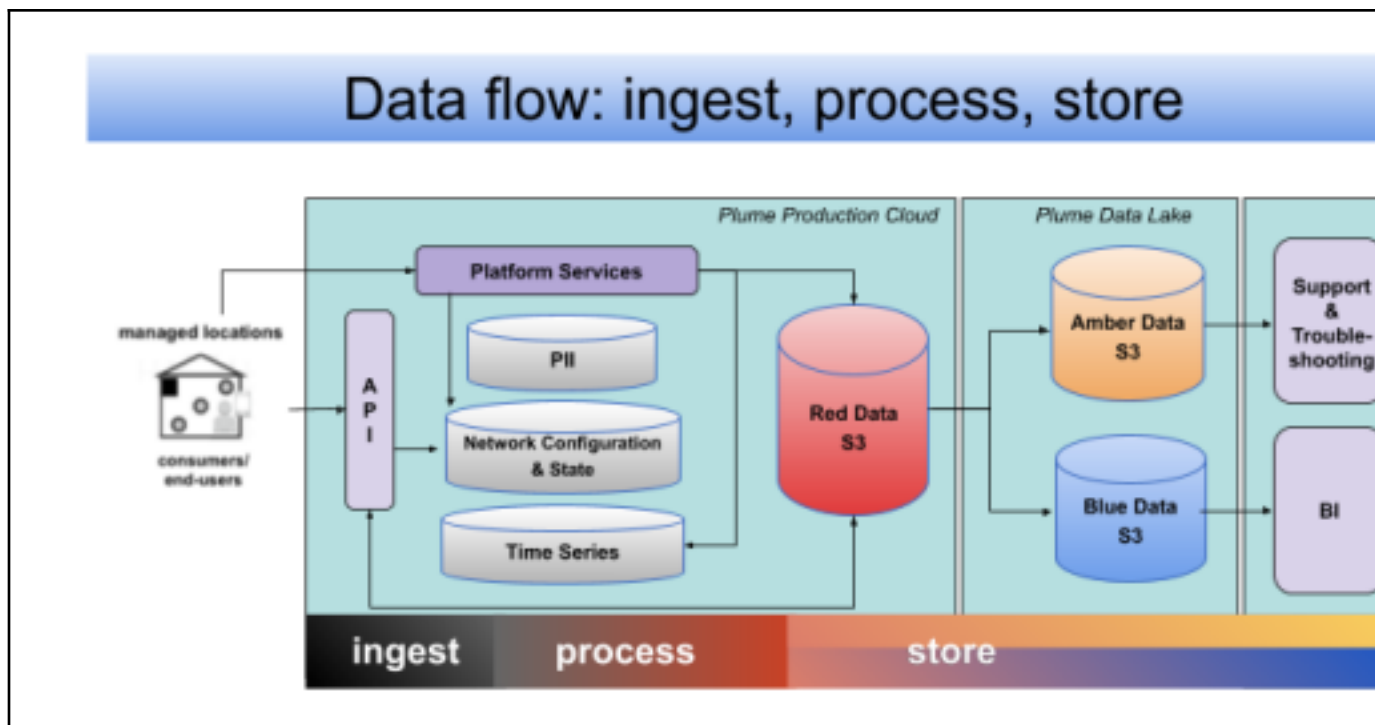 Data flow: ingest, process, store
Plume Production Cloud
Plume Data Lake
Platform Services
managed locations
consumers/
end-users
A
P
I
PII
Network Configuration
& State
Time Series
Red Data
S3
Amber Data
S3
Blue Data
S3
Support
&
Trouble-
shooting
BI
ingest
process
store